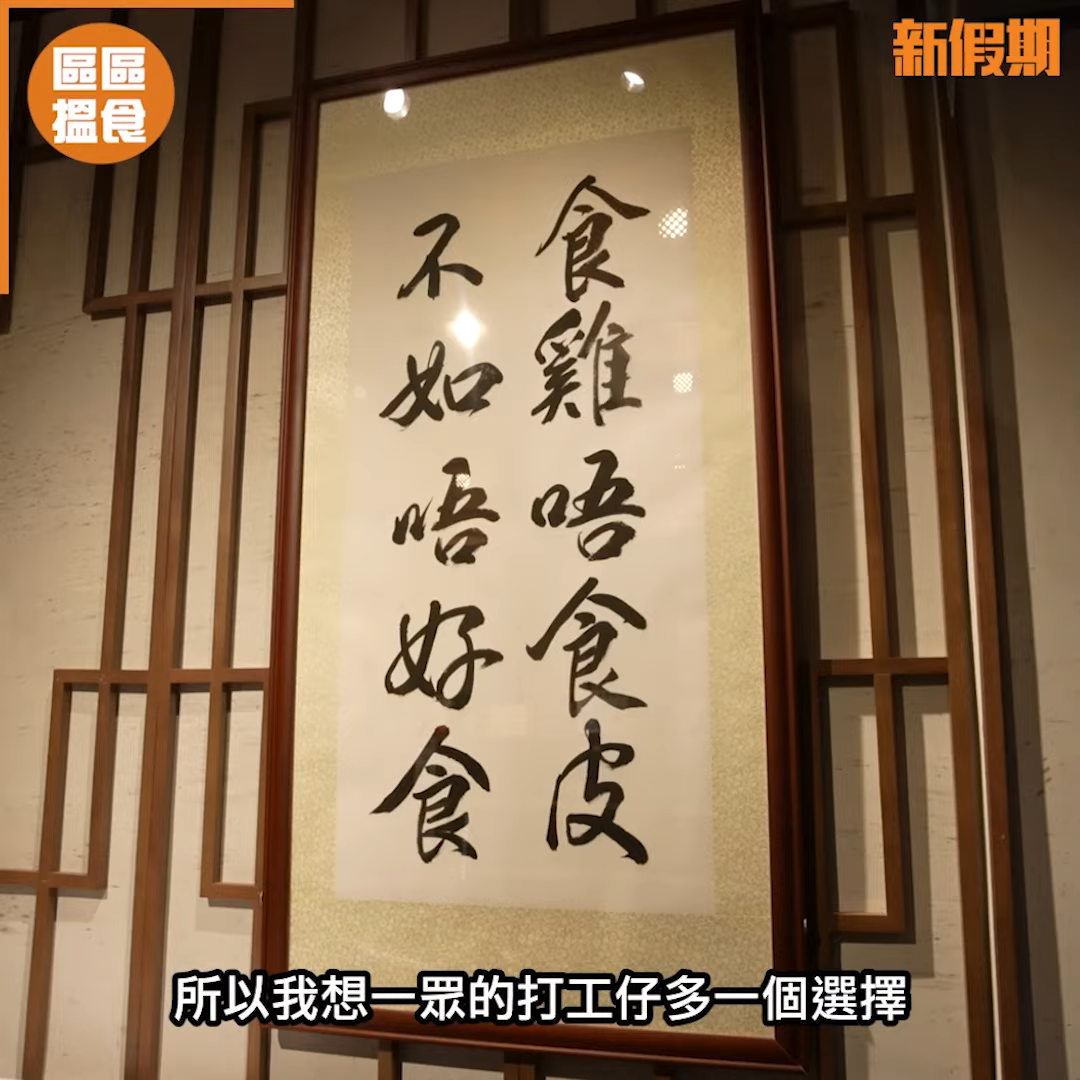 區區
搵食
新假期
食雞唔食皮
不如唔好食
所以我想一眾的打工仔多一個選擇